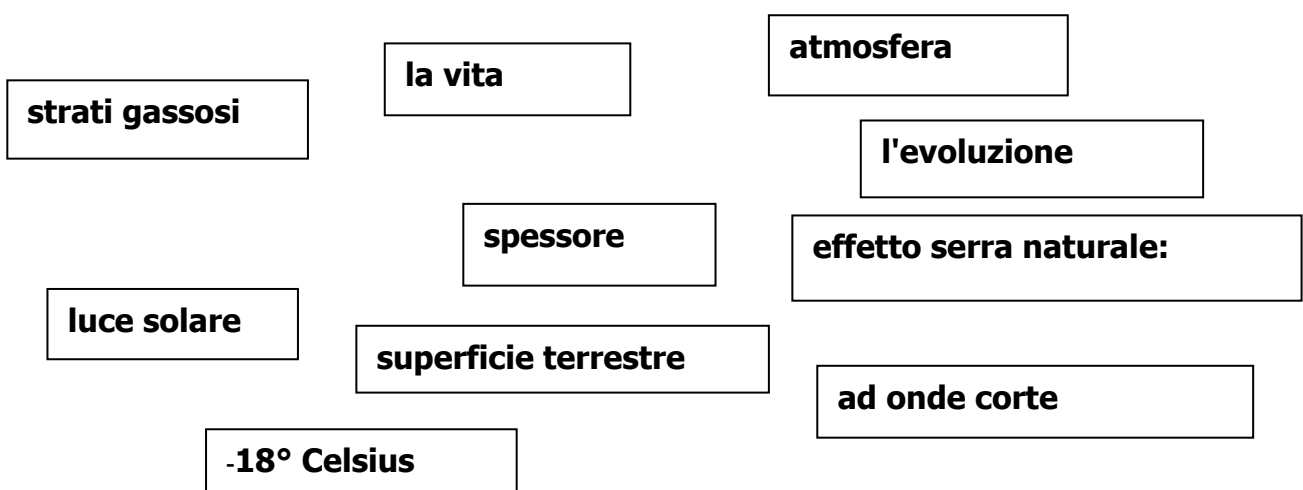 atmosfera
la vita
strati gassosi
l'evoluzione
spessore
effetto serra naturale:
luce solare
superficie terrestre
ad onde corte
-18° Celsius